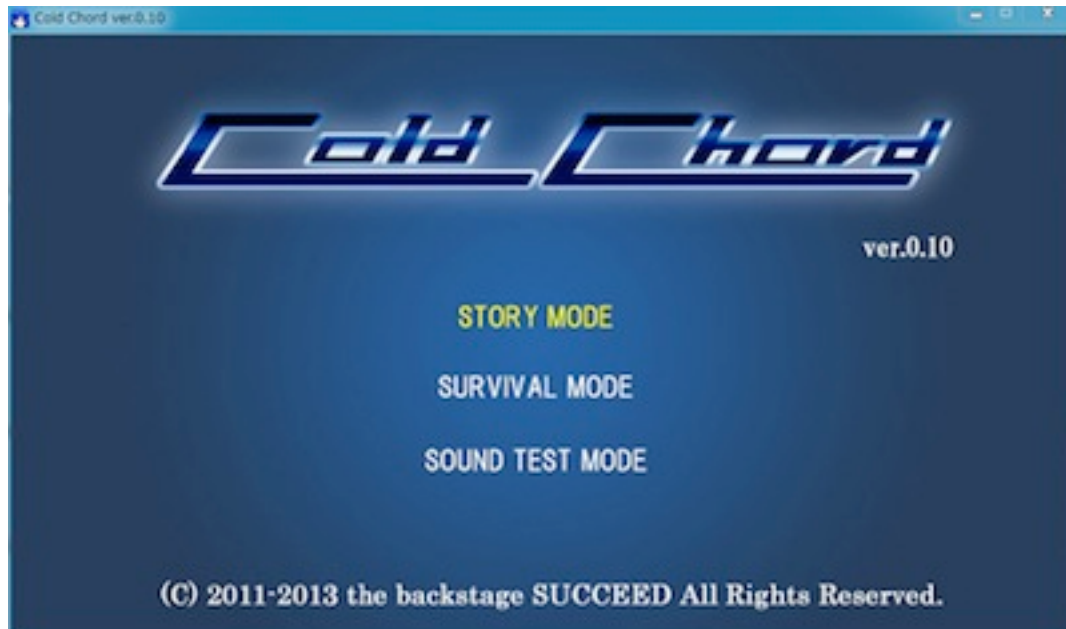 Cold Chord ver.0.10
Cold Chord
ver.0.10
STORY MODE
SURVIVAL MODE
SOUND TEST MODE
(C) 2011-2013 the backstage SUCCEED All Rights Reserved.